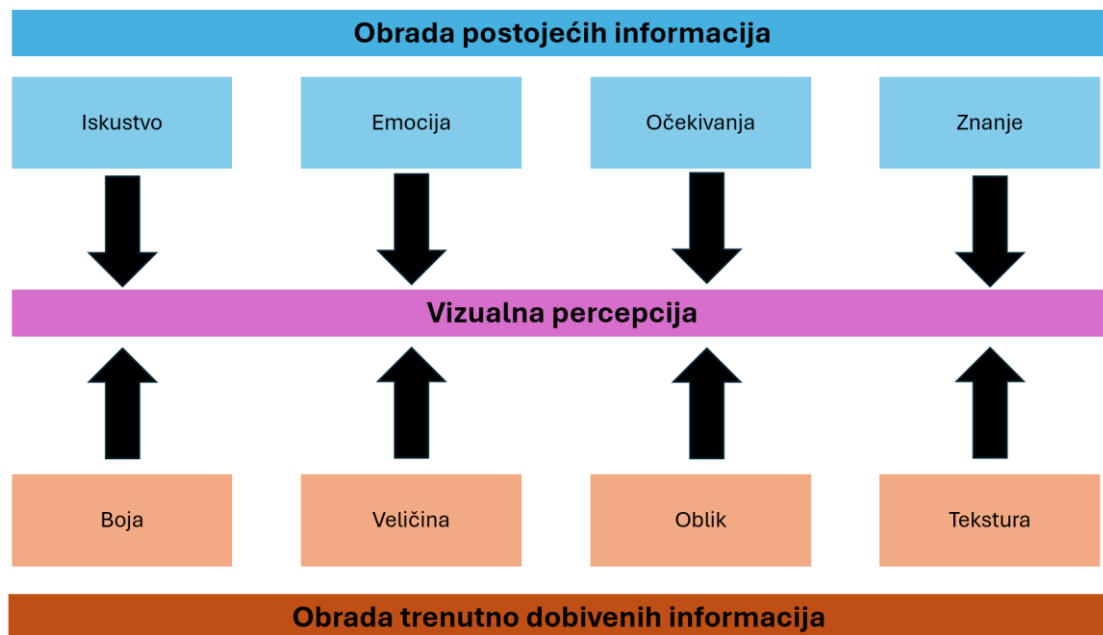 Obrada postojećih informacija
Iskustvo
Emocija
Očekivanja
Znanje
Vizualna percepcija
Boja
Veličina
Oblik
Tekstura
Obrada trenutno dobivenih informacija